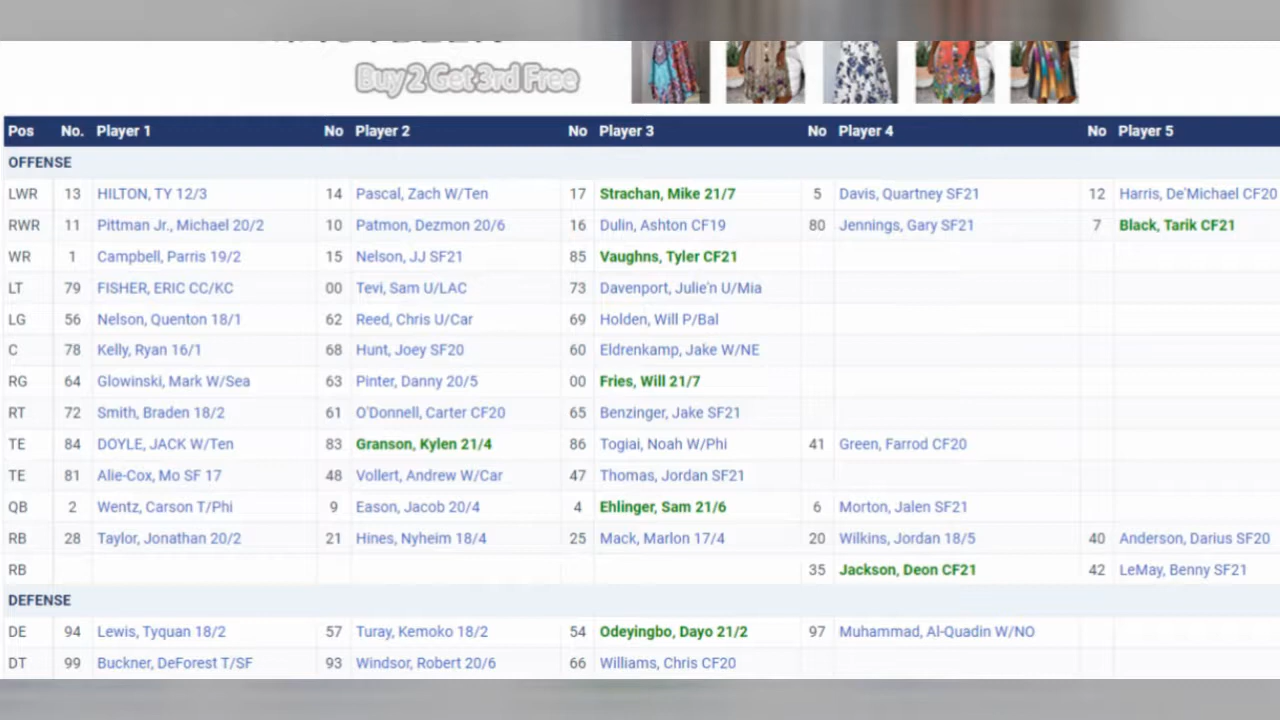 Buy 2 Get 3rd Free
Pos No. Player 1 No Player 2 No Player 3 No Player 4 No Player 5
OFFENSE
LWR 13 HILTON, TY 12/3 14 Pascal, Zach W/Ten 17 Strachan, Mike 21/7 5 Davis, Quartney SF21 12 Harris, De'Michael CF20
RWR 11 Pittman Jr., Michael 20/2 10 Patmon, Dezmon 20/6 16 Dulin, Ashton CF19 80 Jennings, Gary SF21 7 Black, Tarik CF21
WR 1 Campbell, Parris 19/2 15 Nelson, JJ SF21 85 Vaughns, Tyler CF21
LT 79 FISHER, ERIC CC/KC 00 Tevi, Sam U/LAC 73 Davenport, Julie'n U/Mia
LG 56 Nelson, Quenton 18/1 62 Reed, Chris U/Car 69 Holden, Will P/Bal
C 78 Kelly, Ryan 16/1 68 Hunt, Joey SF20 60 Eldrenkamp, Jake W/NE
RG 64 Glowinski, Mark W/Sea 63 Pinter, Danny 20/5 00 Fries, Will 21/7
RT 72 Smith, Braden 18/2 61 O'Donnell, Carter CF20 65 Benzinger, Jake SF21
TE 84 DOYLE, JACK W/Ten 83 Granson, Kylen 21/4 86 Togiai, Noah W/Phi 41 Green, Farrod CF20
TE 81 Alie-Cox, Mo SF 17 48 Vollert, Andrew W/Car 47 Thomas, Jordan SF21
QB 2 Wentz, Carson T/Phi 9 Eason, Jacob 20/4 4 Ehlinger, Sam 21/6 6 Morton, Jalen SF21
RB 28 Taylor, Jonathan 20/2 21 Hines, Nyheim 18/4 25 Mack, Marlon 17/4 20 Wilkins, Jordan 18/5 40 Anderson, Darius SF20
RB 35 Jackson, Deon CF21 42 LeMay, Benny SF21
DEFENSE
DE 94 Lewis, Tyquan 18/2 57 Turay, Kemoko 18/2 54 Odeyingbo, Dayo 21/2 97 Muhammad, Al-Quadin W/NO
DT 99 Buckner, DeForest T/SF 93 Windsor, Robert 20/6 66 Williams, Chris CF20